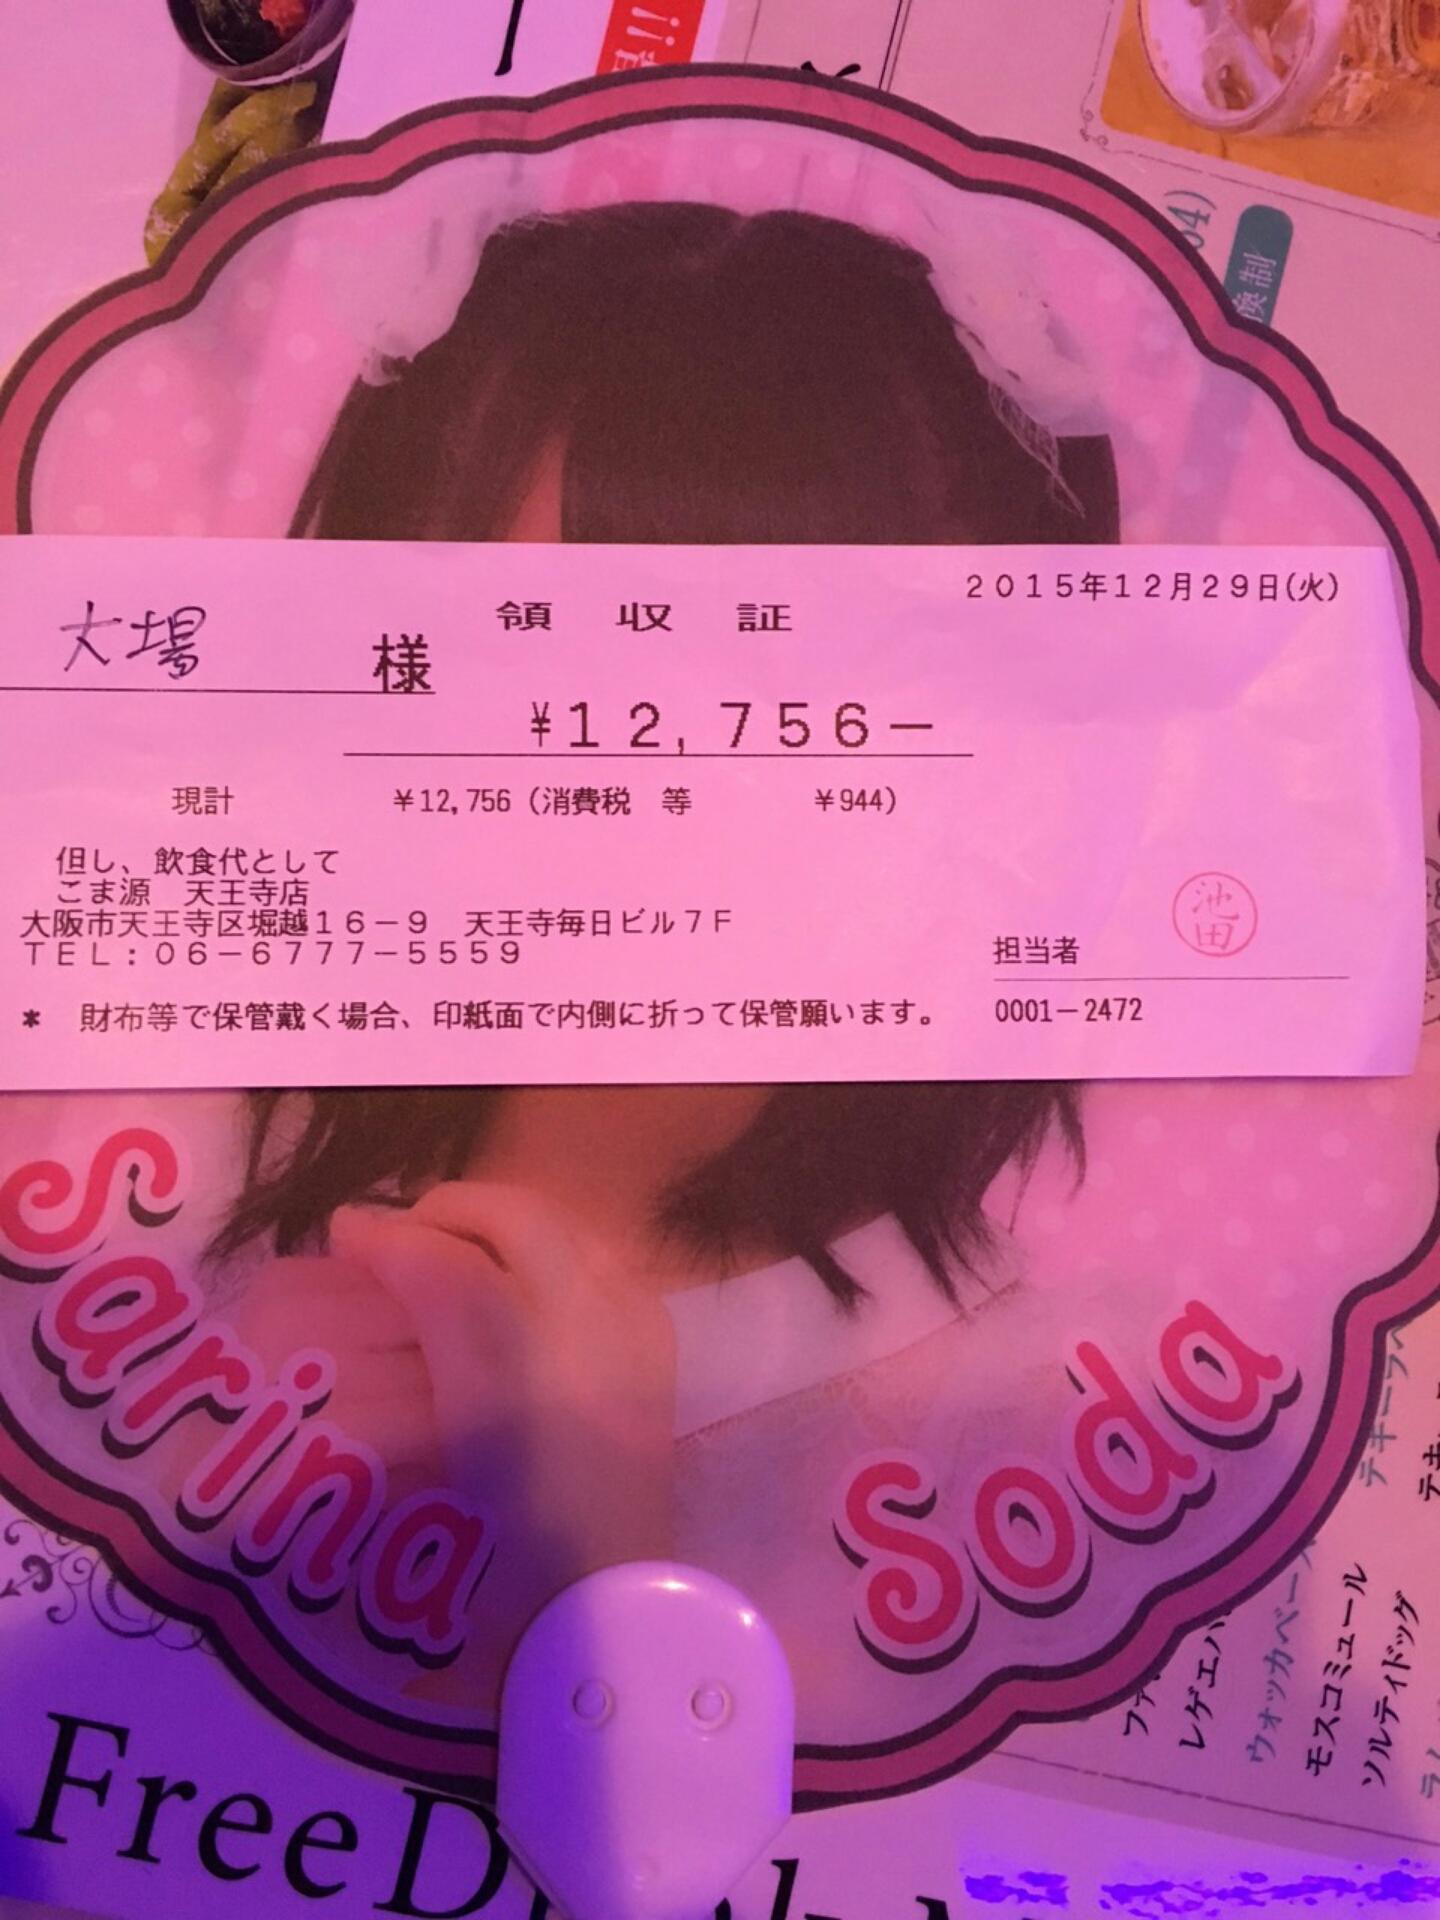 2015年12月29日(火)
領 収 証
大場 様
¥12,756－
現計 ¥12,756 (消費税 等 ¥944)
但し、飲食代として
こま源 天王寺店
大阪市天王寺区堀越16－9 天王寺毎日ビル7F
TEL:06－6777－5559
担当者
池田
* 財布等で保管戴く場合、印紙面で内側に折って保管願います。
0001－2472
Sarina Soda
ウォッカベース
モスコミュール
ソルティドッグ
Free